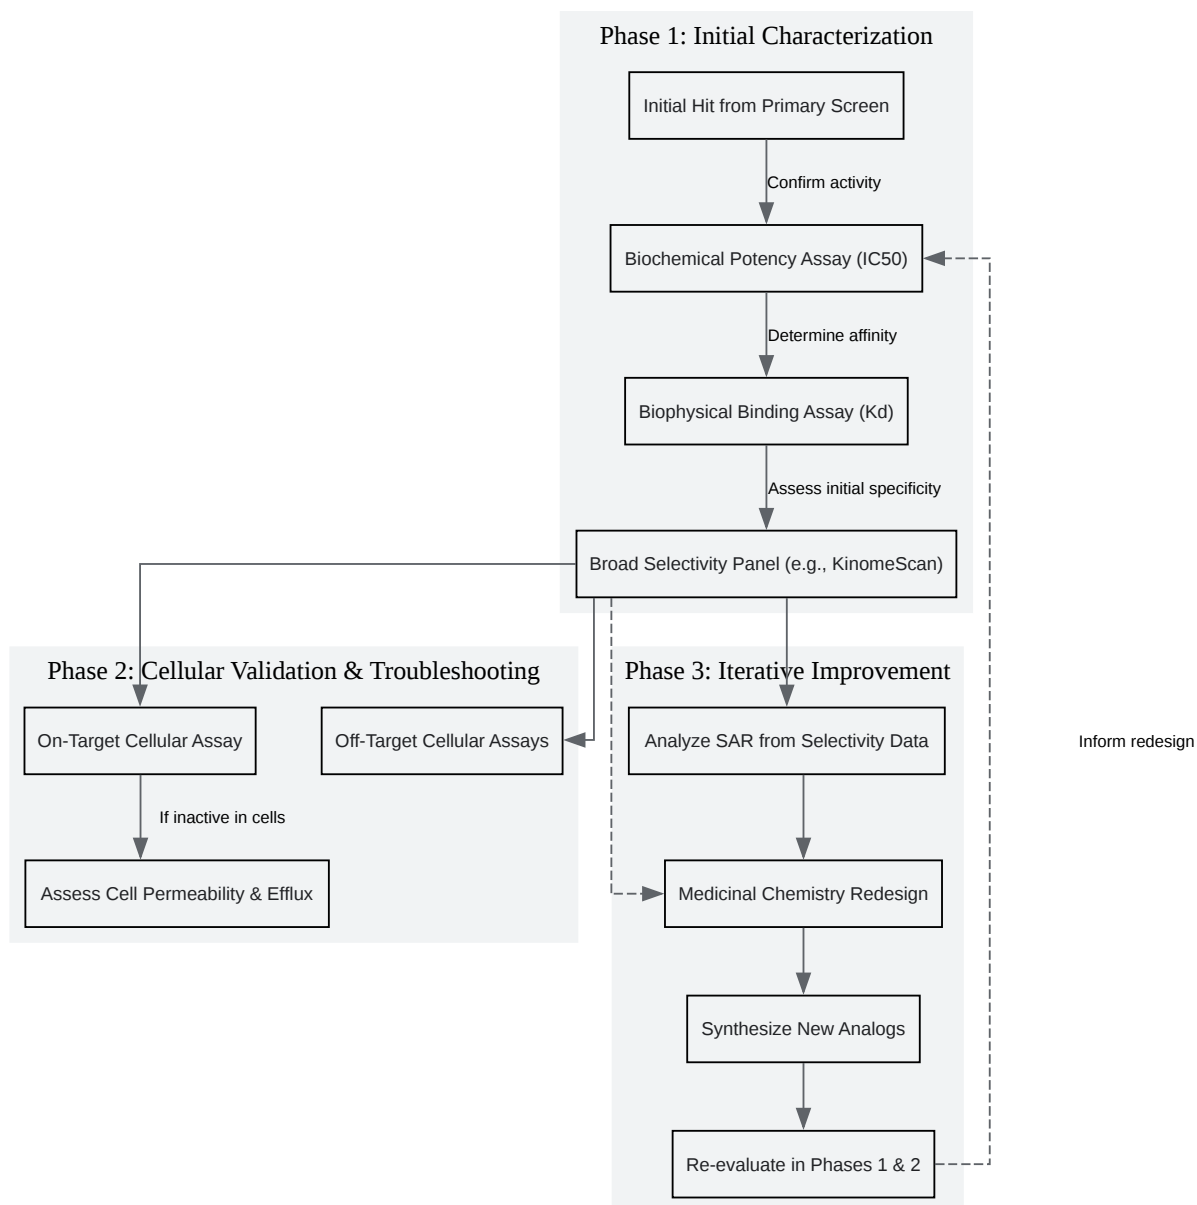 Phase 1: Initial Characterization
Initial Hit from Primary Screen
Confirm activity
Biochemical Potency Assay (IC50)
Determine affinity
Biophysical Binding Assay (Kd)
Assess initial specificity
Broad Selectivity Panel (e.g., KinomeScan)
Phase 2: Cellular Validation & Troubleshooting
On-Target Cellular Assay
Off-Target Cellular Assays
If inactive in cells
Assess Cell Permeability & Efflux
Phase 3: Iterative Improvement
Analyze SAR from Selectivity Data
Medicinal Chemistry Redesign
Synthesize New Analogs
Re-evaluate in Phases 1 & 2
Inform redesign